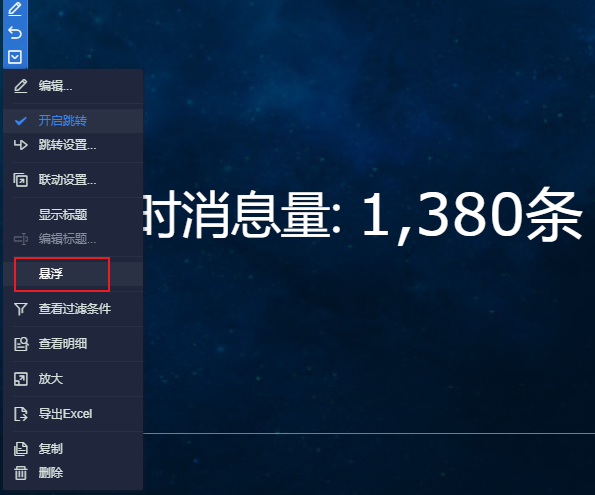 编辑...
开启跳转
跳转设置...
联动设置...
显示标题
时消息量: 1,380条
编辑标题...
悬浮
查看过滤条件
查看明细
放大
导出Excel
复制
删除